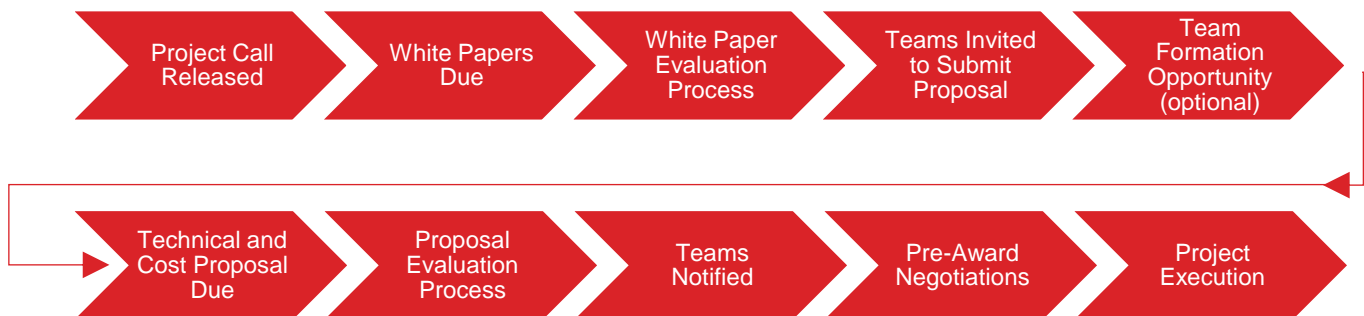 Project Call
Released
White Papers
Due
White Paper
Evaluation
Process
Teams Invited
to Submit
Proposal
Team
Formation
Opportunity
(optional)
Technical and
Cost Proposal
Due
Proposal
Evaluation
Process
Teams
Notified
Pre-Award
Negotiations
Project
Execution